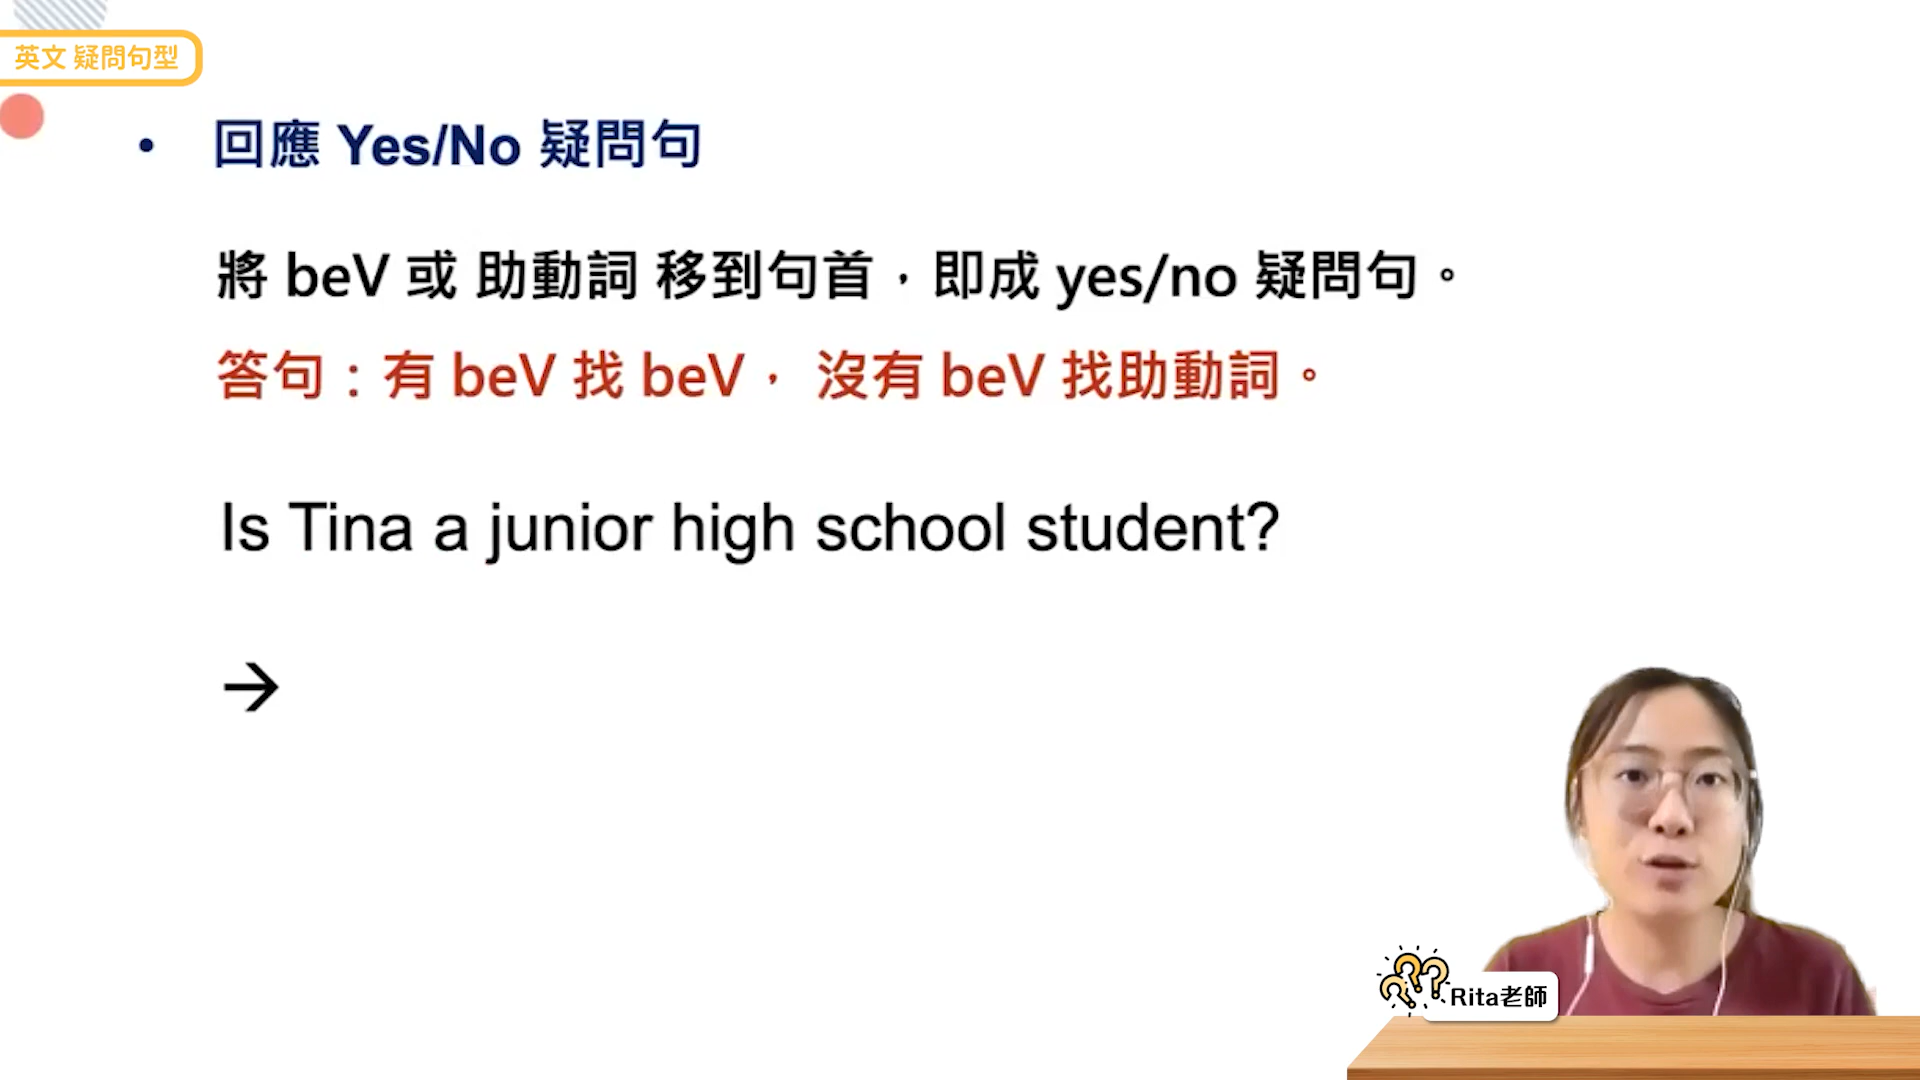 英文 疑問句型
• 回應 Yes/No 疑問句
將 beV 或 助動詞 移到句首，即成 yes/no 疑問句。
答句：有 beV 找 beV， 沒有 beV 找助動詞。
Is Tina a junior high school student?
→
Rita老師